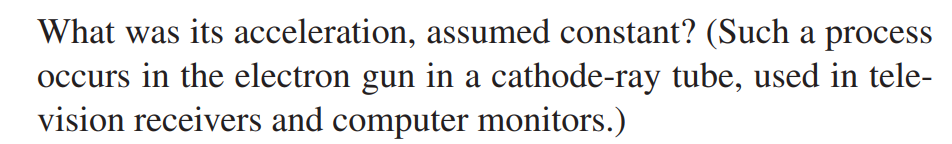 What was its acceleration, assumed constant? (Such a process
occurs in the electron gun in a cathode-ray tube, used in tele-
vision receivers and computer monitors.)